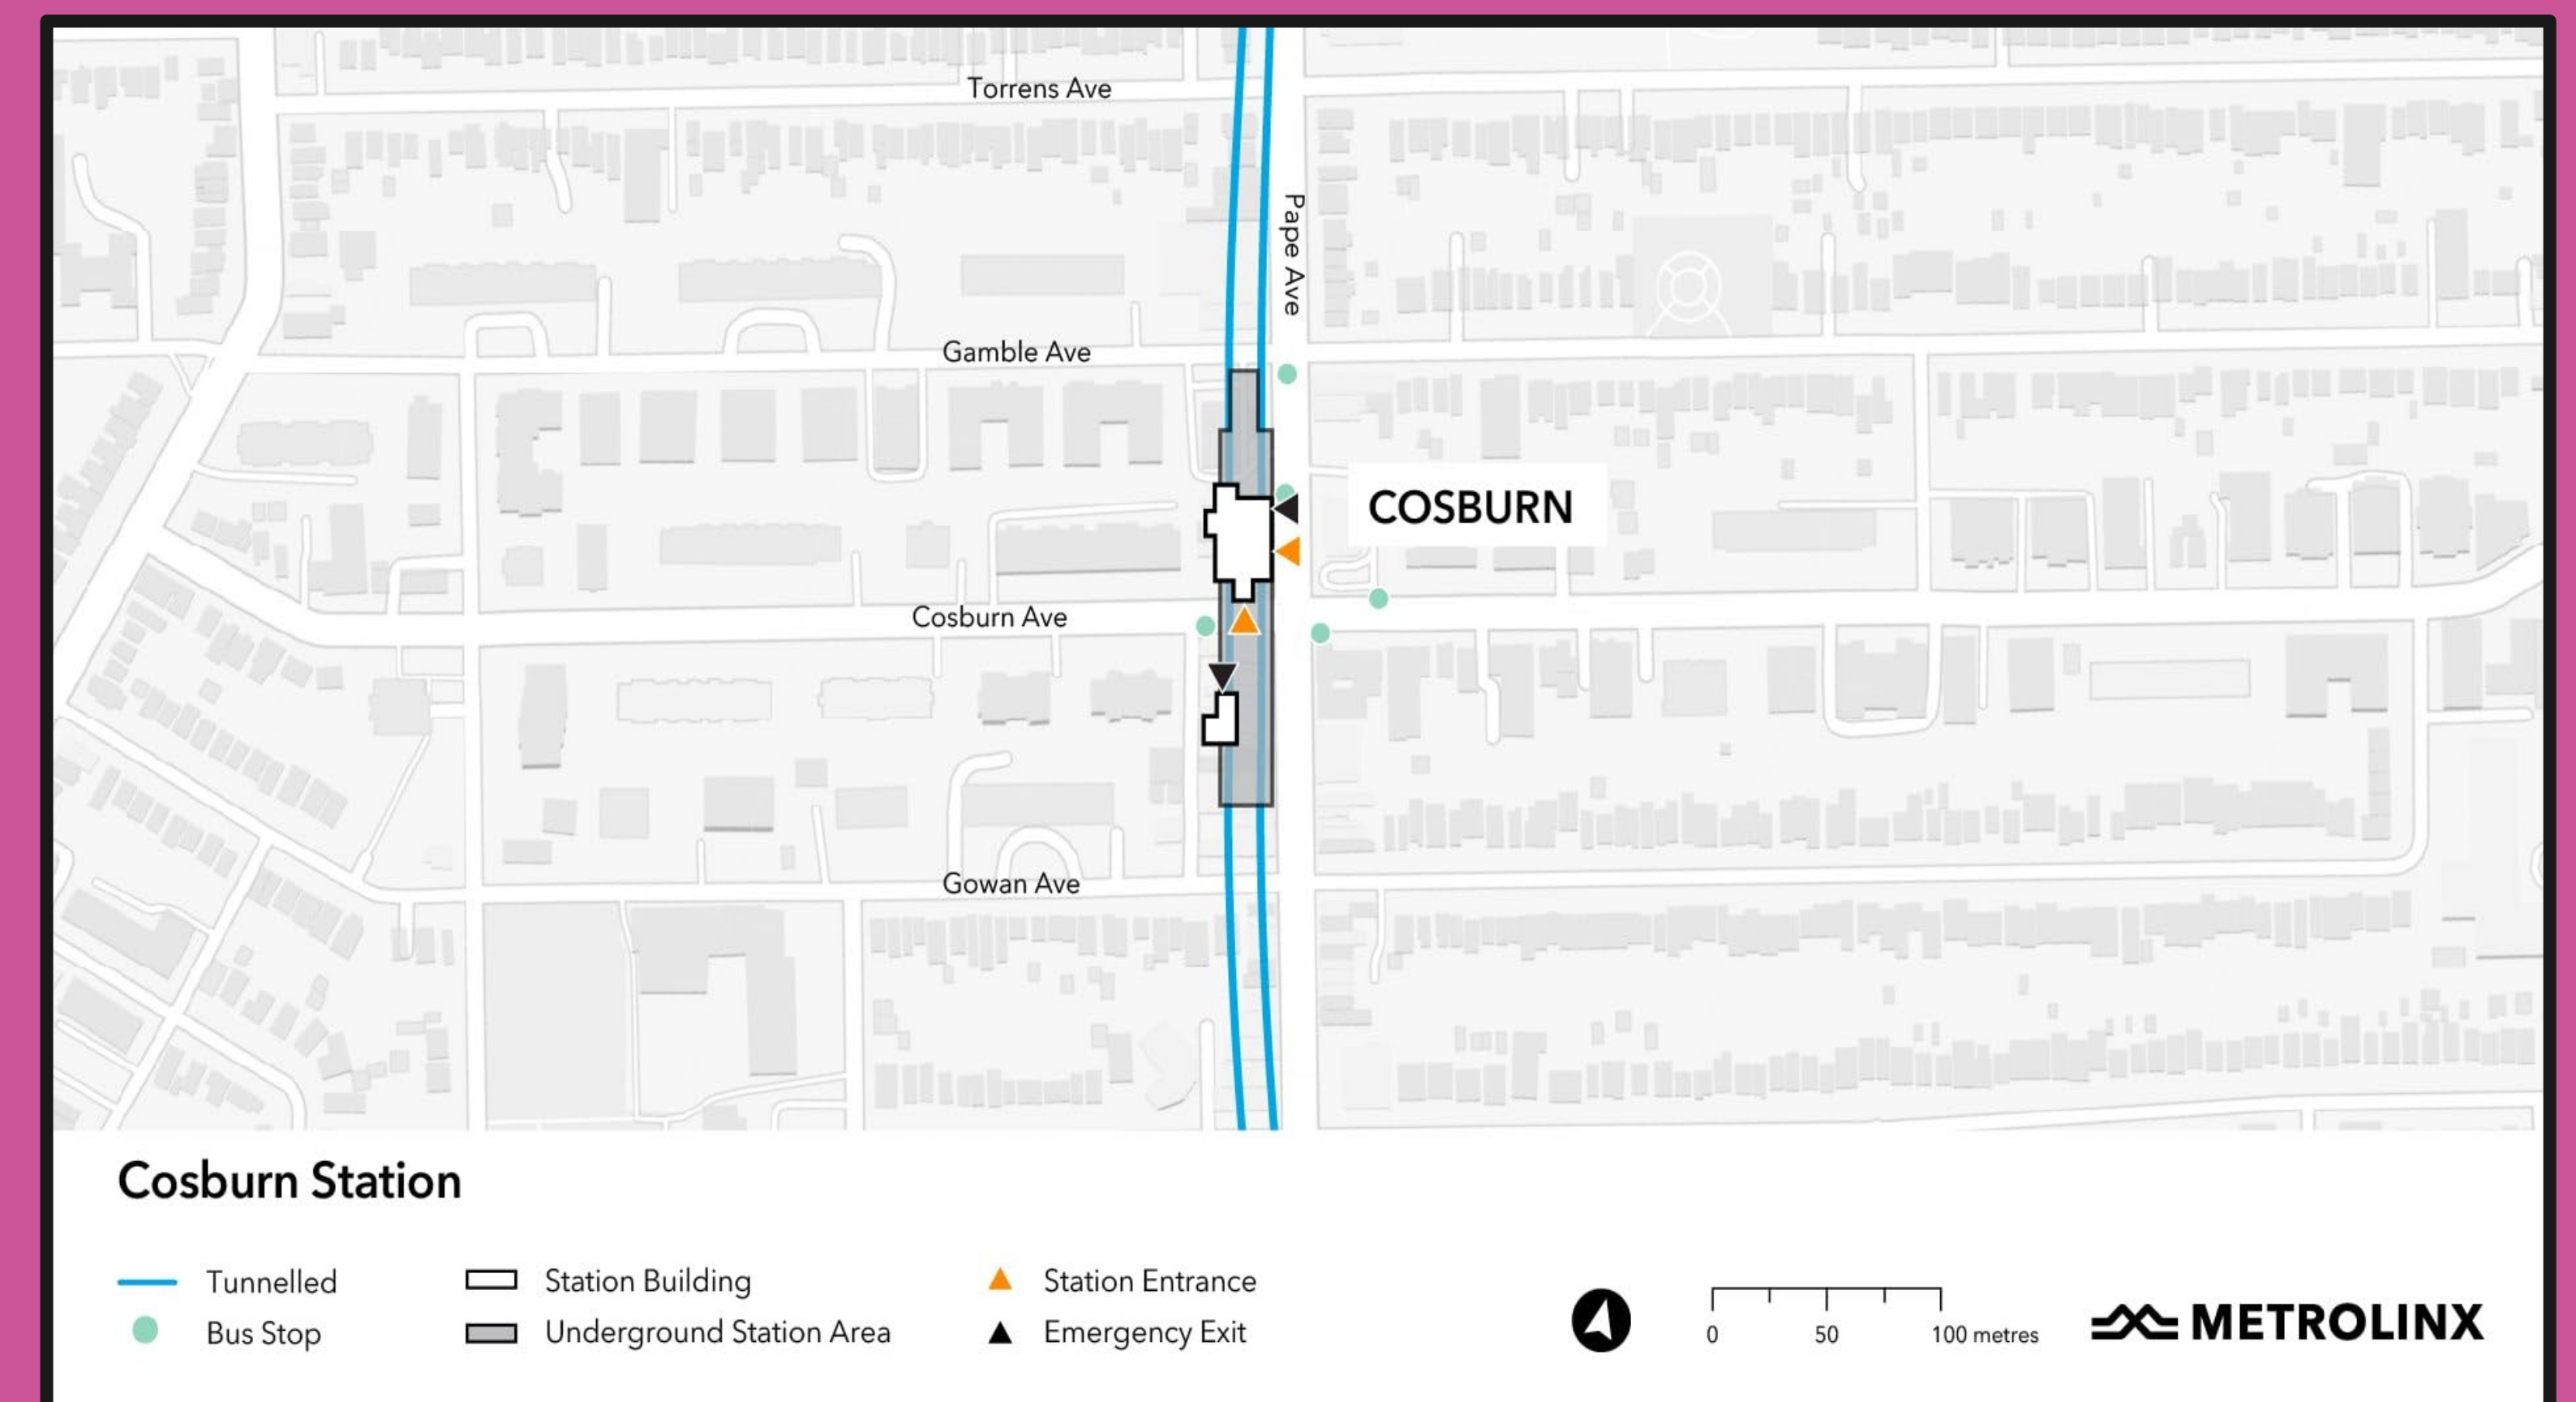 Torrens Ave
Pape Ave
Gamble Ave
COSBURN
Cosburn Ave
Gowan Ave
Cosburn Station
Tunnelled
Station Building
Station Entrance
Bus Stop
Underground Station Area
Emergency Exit
0 50 100 metres
METROLINX